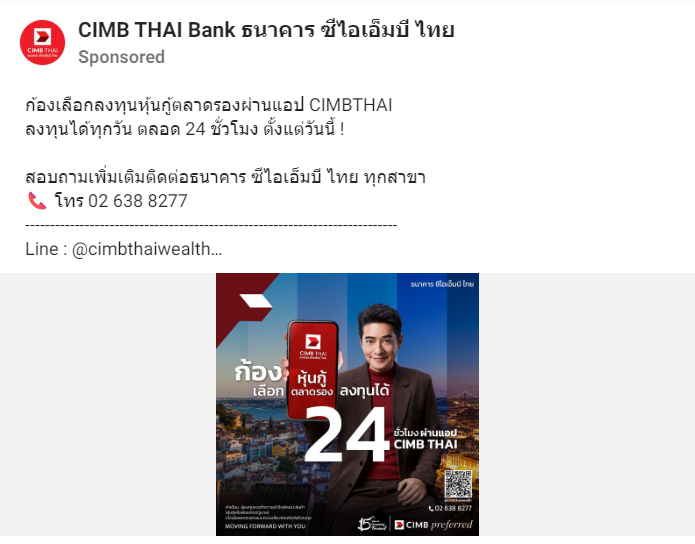 CIMB THAI Bank ธนาคาร ซีไอเอ็มบี ไทย
Sponsored
ก้องเลือกลงทุนหุ้นกู้ตลาดรองผ่านแอป CIMBTHAI
ลงทุนได้ทุกวัน ตลอด 24 ชั่วโมง ตั้งแต่วันนี้ !
สอบถามเพิ่มเติมติดต่อธนาคาร ซีไอเอ็มบี ไทย ทุกสาขา
โทร 02 638 8277
---------------------------------------------------------------------------
Line : @cimbthaiwealth...
ธนาคาร ซีไอเอ็มบี ไทย
CIMB THAI
ก้อง
เลือก
หุ้นกู้
ตลาดรอง
ลงทุนได้
24
ชั่วโมง ผ่านแอป
CIMB THAI
02 638 8277
MOVING FORWARD WITH YOU
CIMB preferred